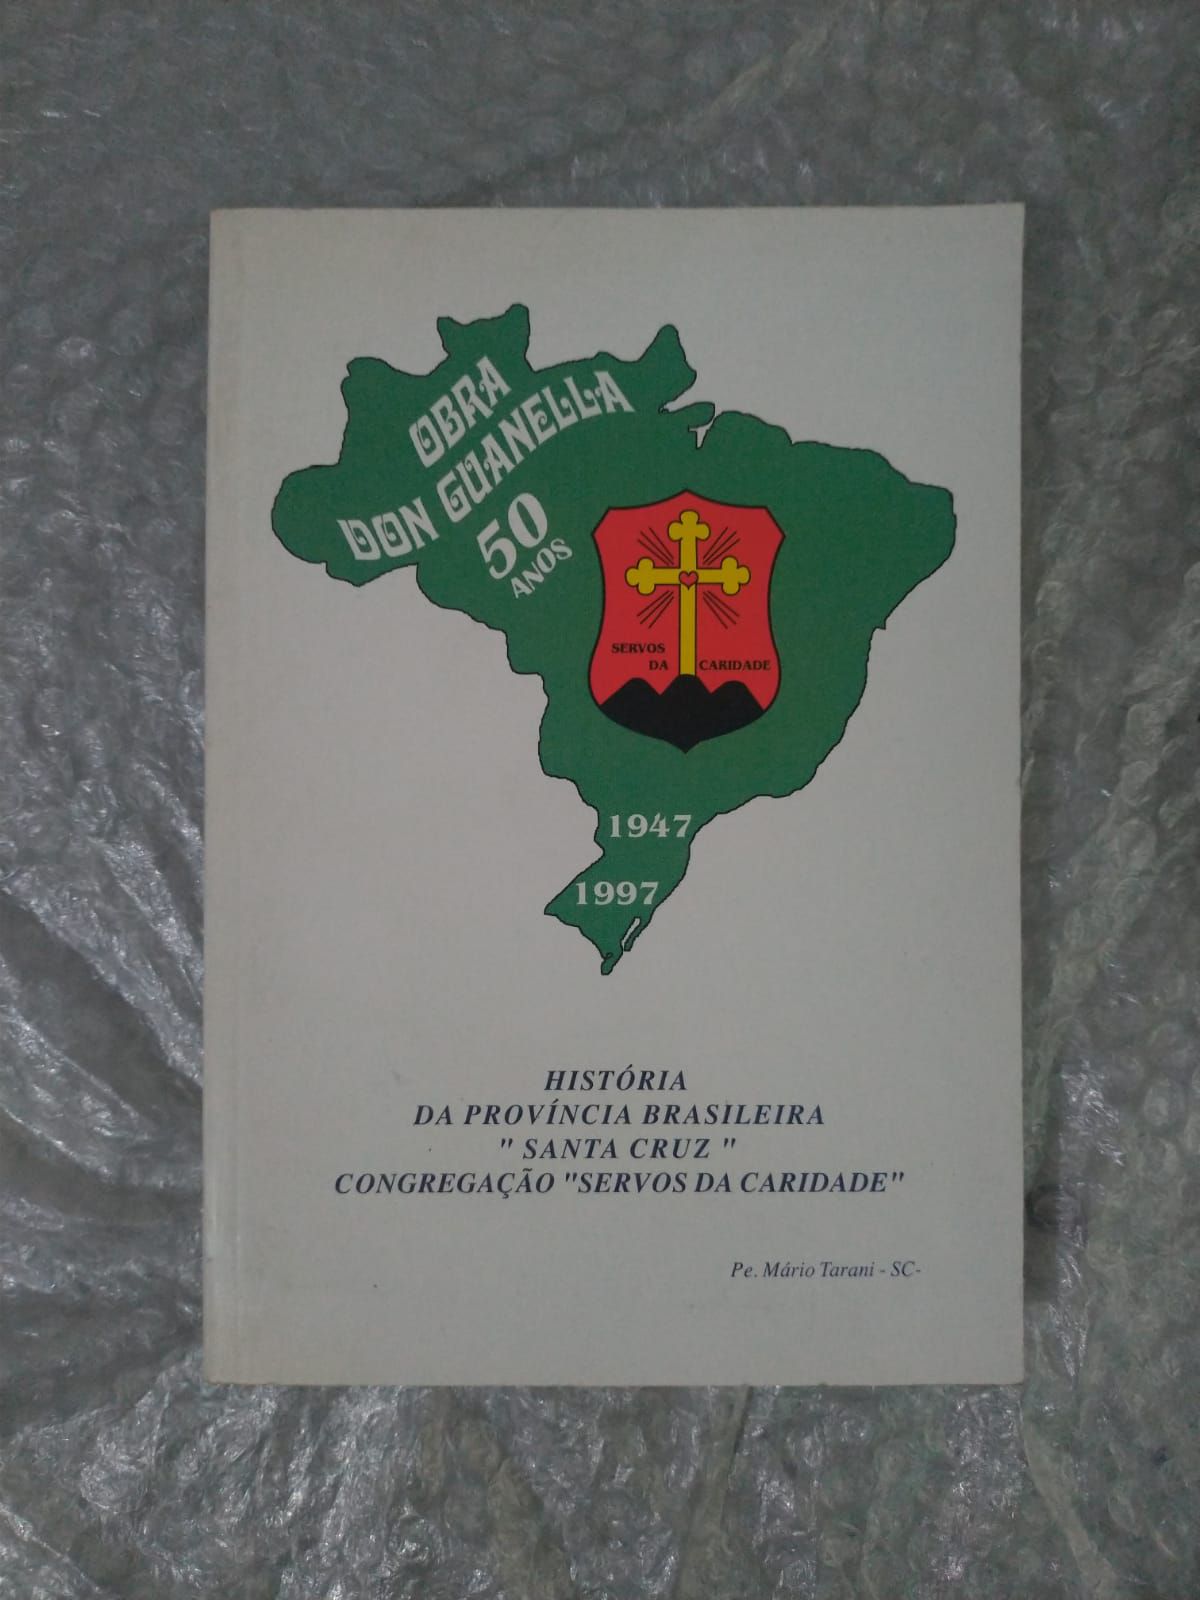 OBRA
DON GUANELLA
50
ANOS
SERVOS
DA CARIDADE
1947
1997
HISTÓRIA
DA PROVÍNCIA BRASILEIRA
" SANTA CRUZ "
CONGREGAÇÃO "SERVOS DA CARIDADE"
Pe. Mário Tarani - SC-